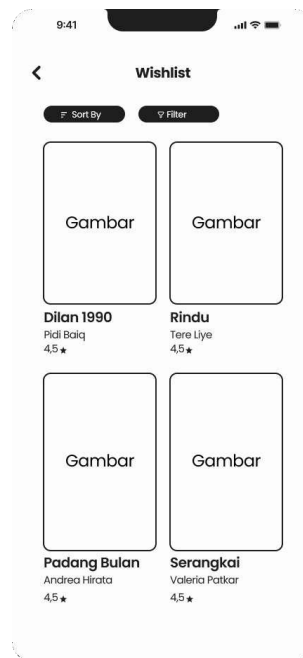 9:41
Wishlist
Sort By
Filter
Gambar
Gambar
Dilan 1990
Rindu
Pidi Baiq
Tere Liye
4,5★
4,5★
Gambar
Gambar
Padang Bulan
Serangkai
Andrea Hirata
Valeria Patkar
4,5★
4,5★